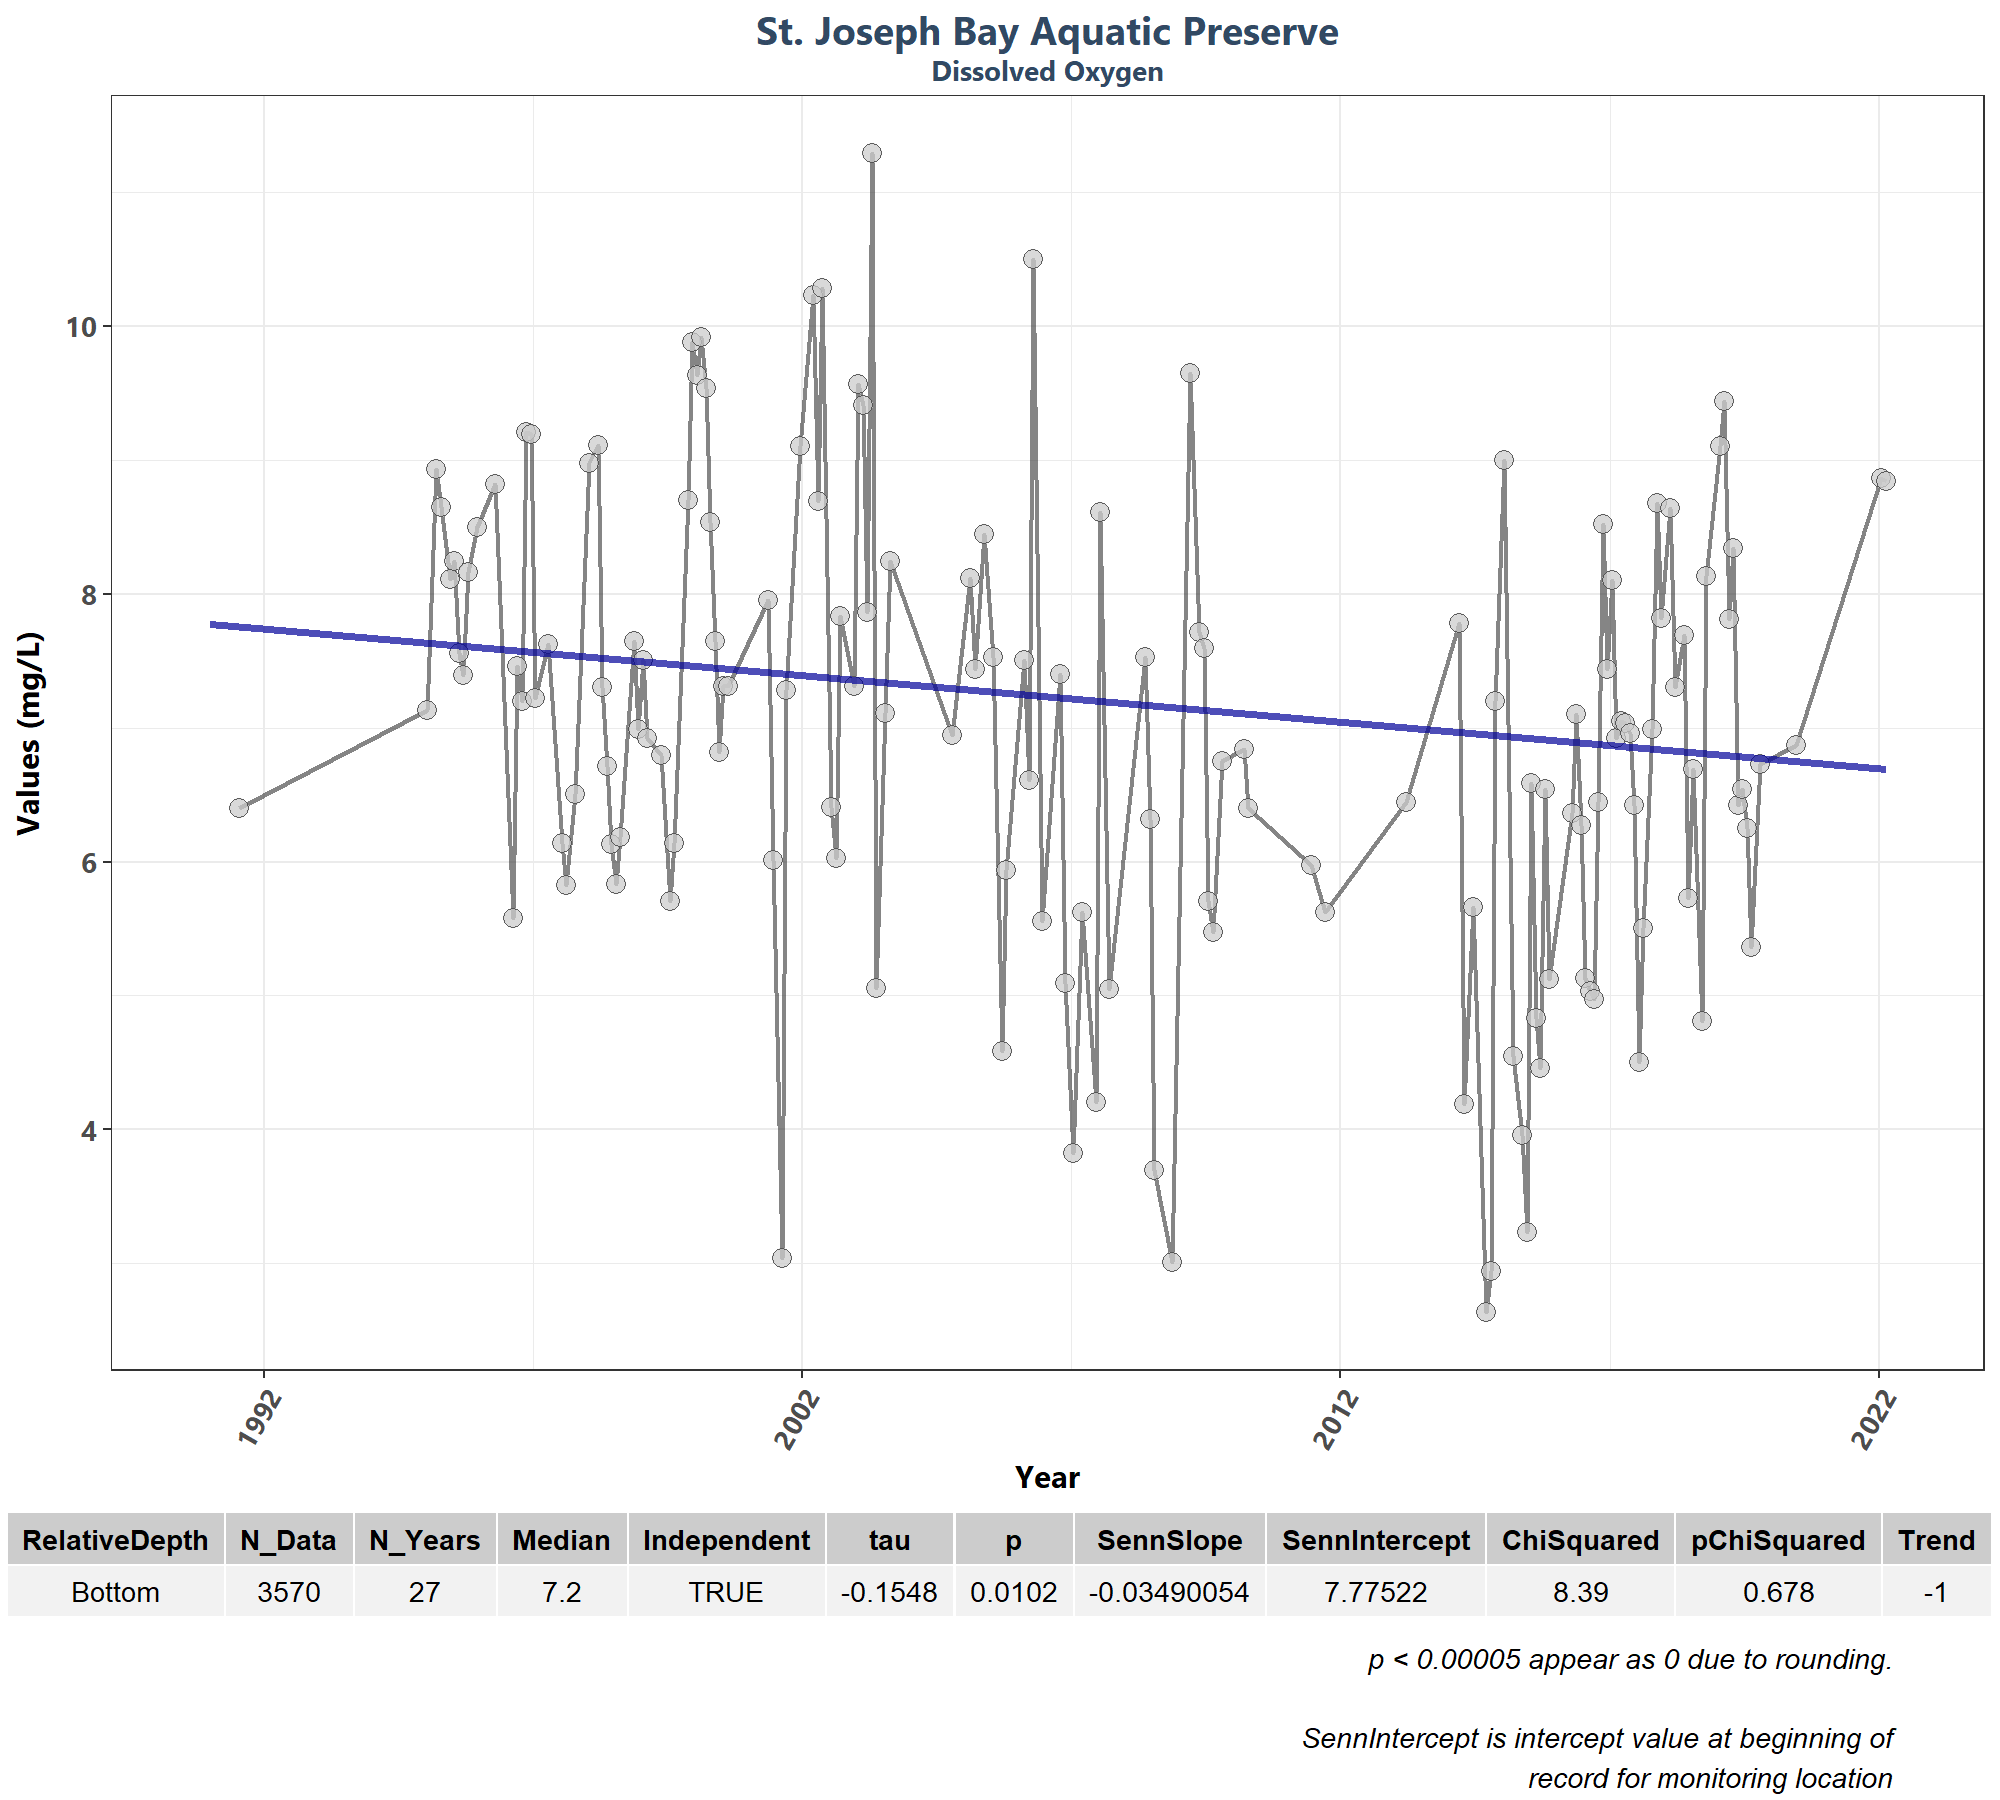 St. Joseph Bay Aquatic Preserve
Dissolved Oxygen
Values (mg/L)
10
8
6
4
1992 2002 2012 2022
Year
RelativeDepth N_Data N_Years Median Independent tau p SennSlope SennIntercept ChiSquared pChiSquared Trend
Bottom 3570 27 7.2 TRUE -0.1548 0.0102 -0.03490054 7.77522 8.39 0.678 -1
p < 0.00005 appear as 0 due to rounding.
SennIntercept is intercept value at beginning of
record for monitoring location